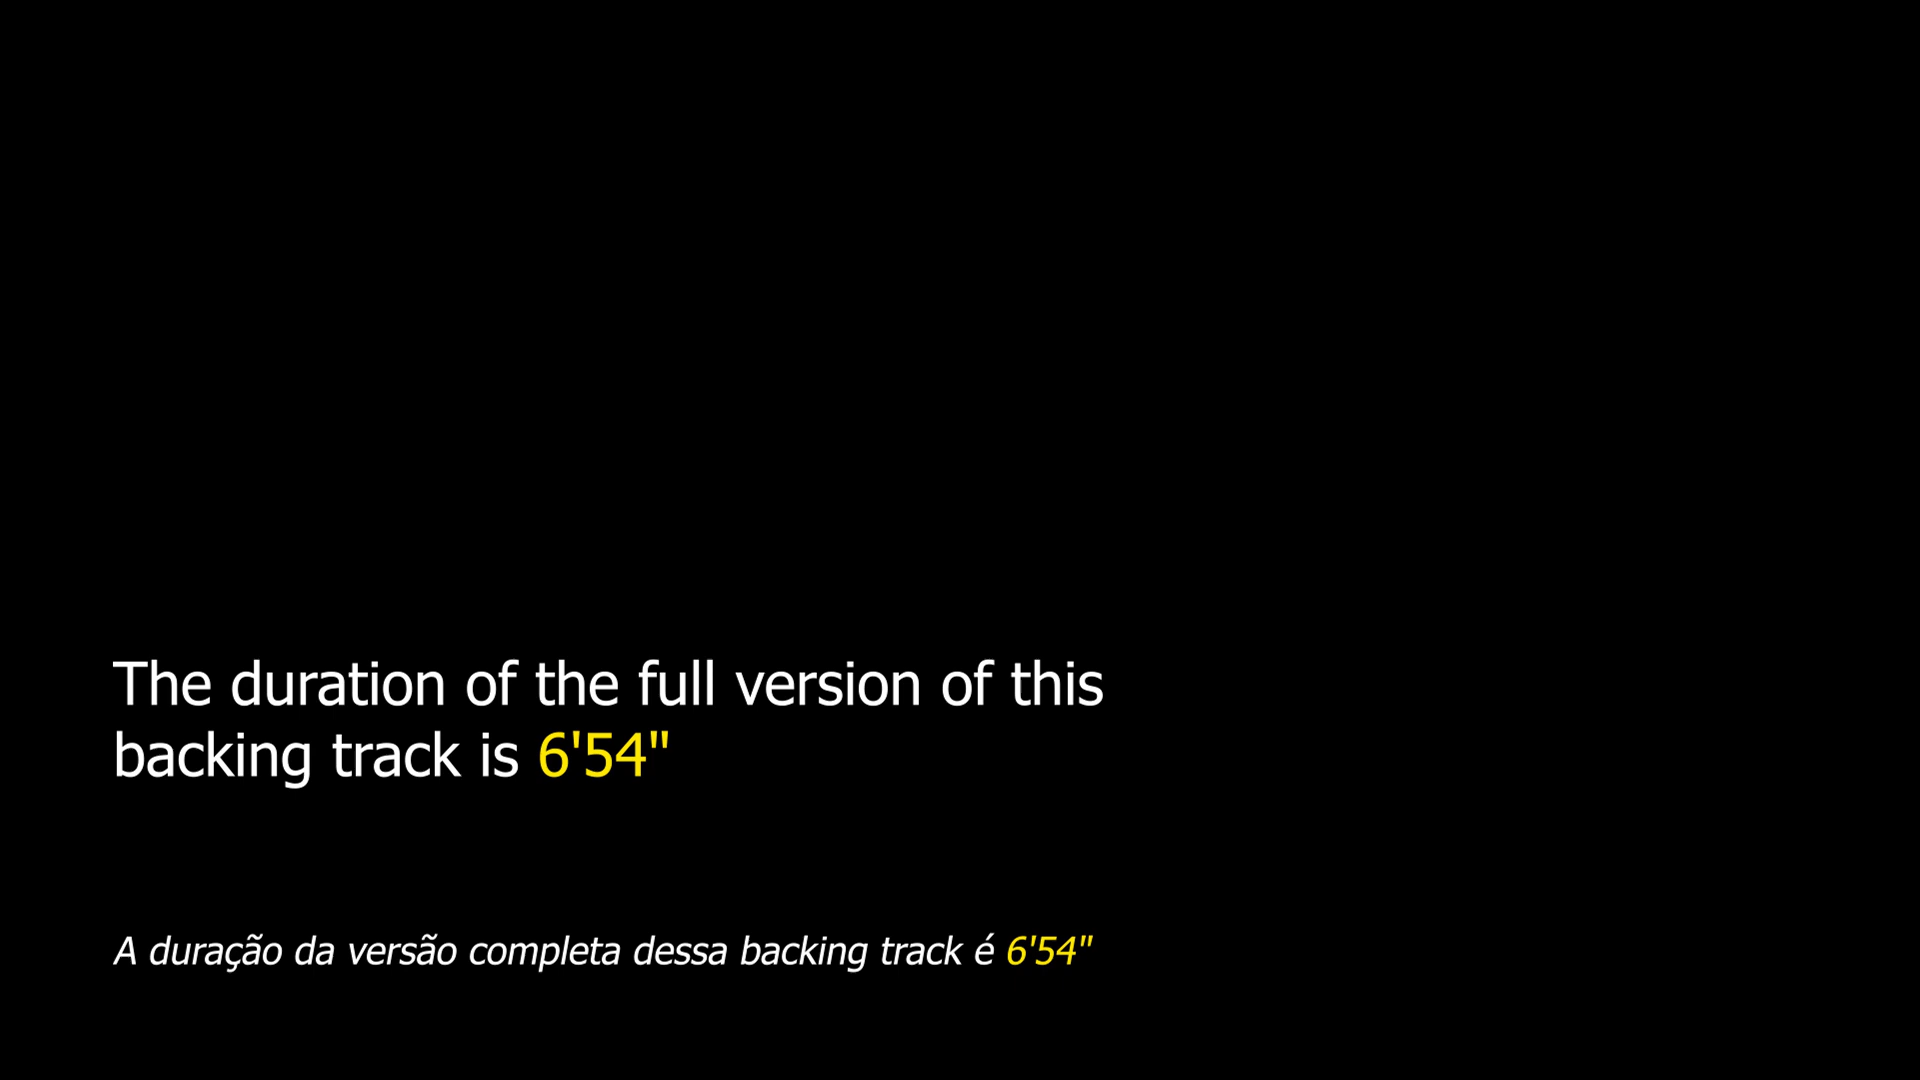 The duration of the full version of this
backing track is 6'54"
A duração da versão completa dessa backing track é 6'54"